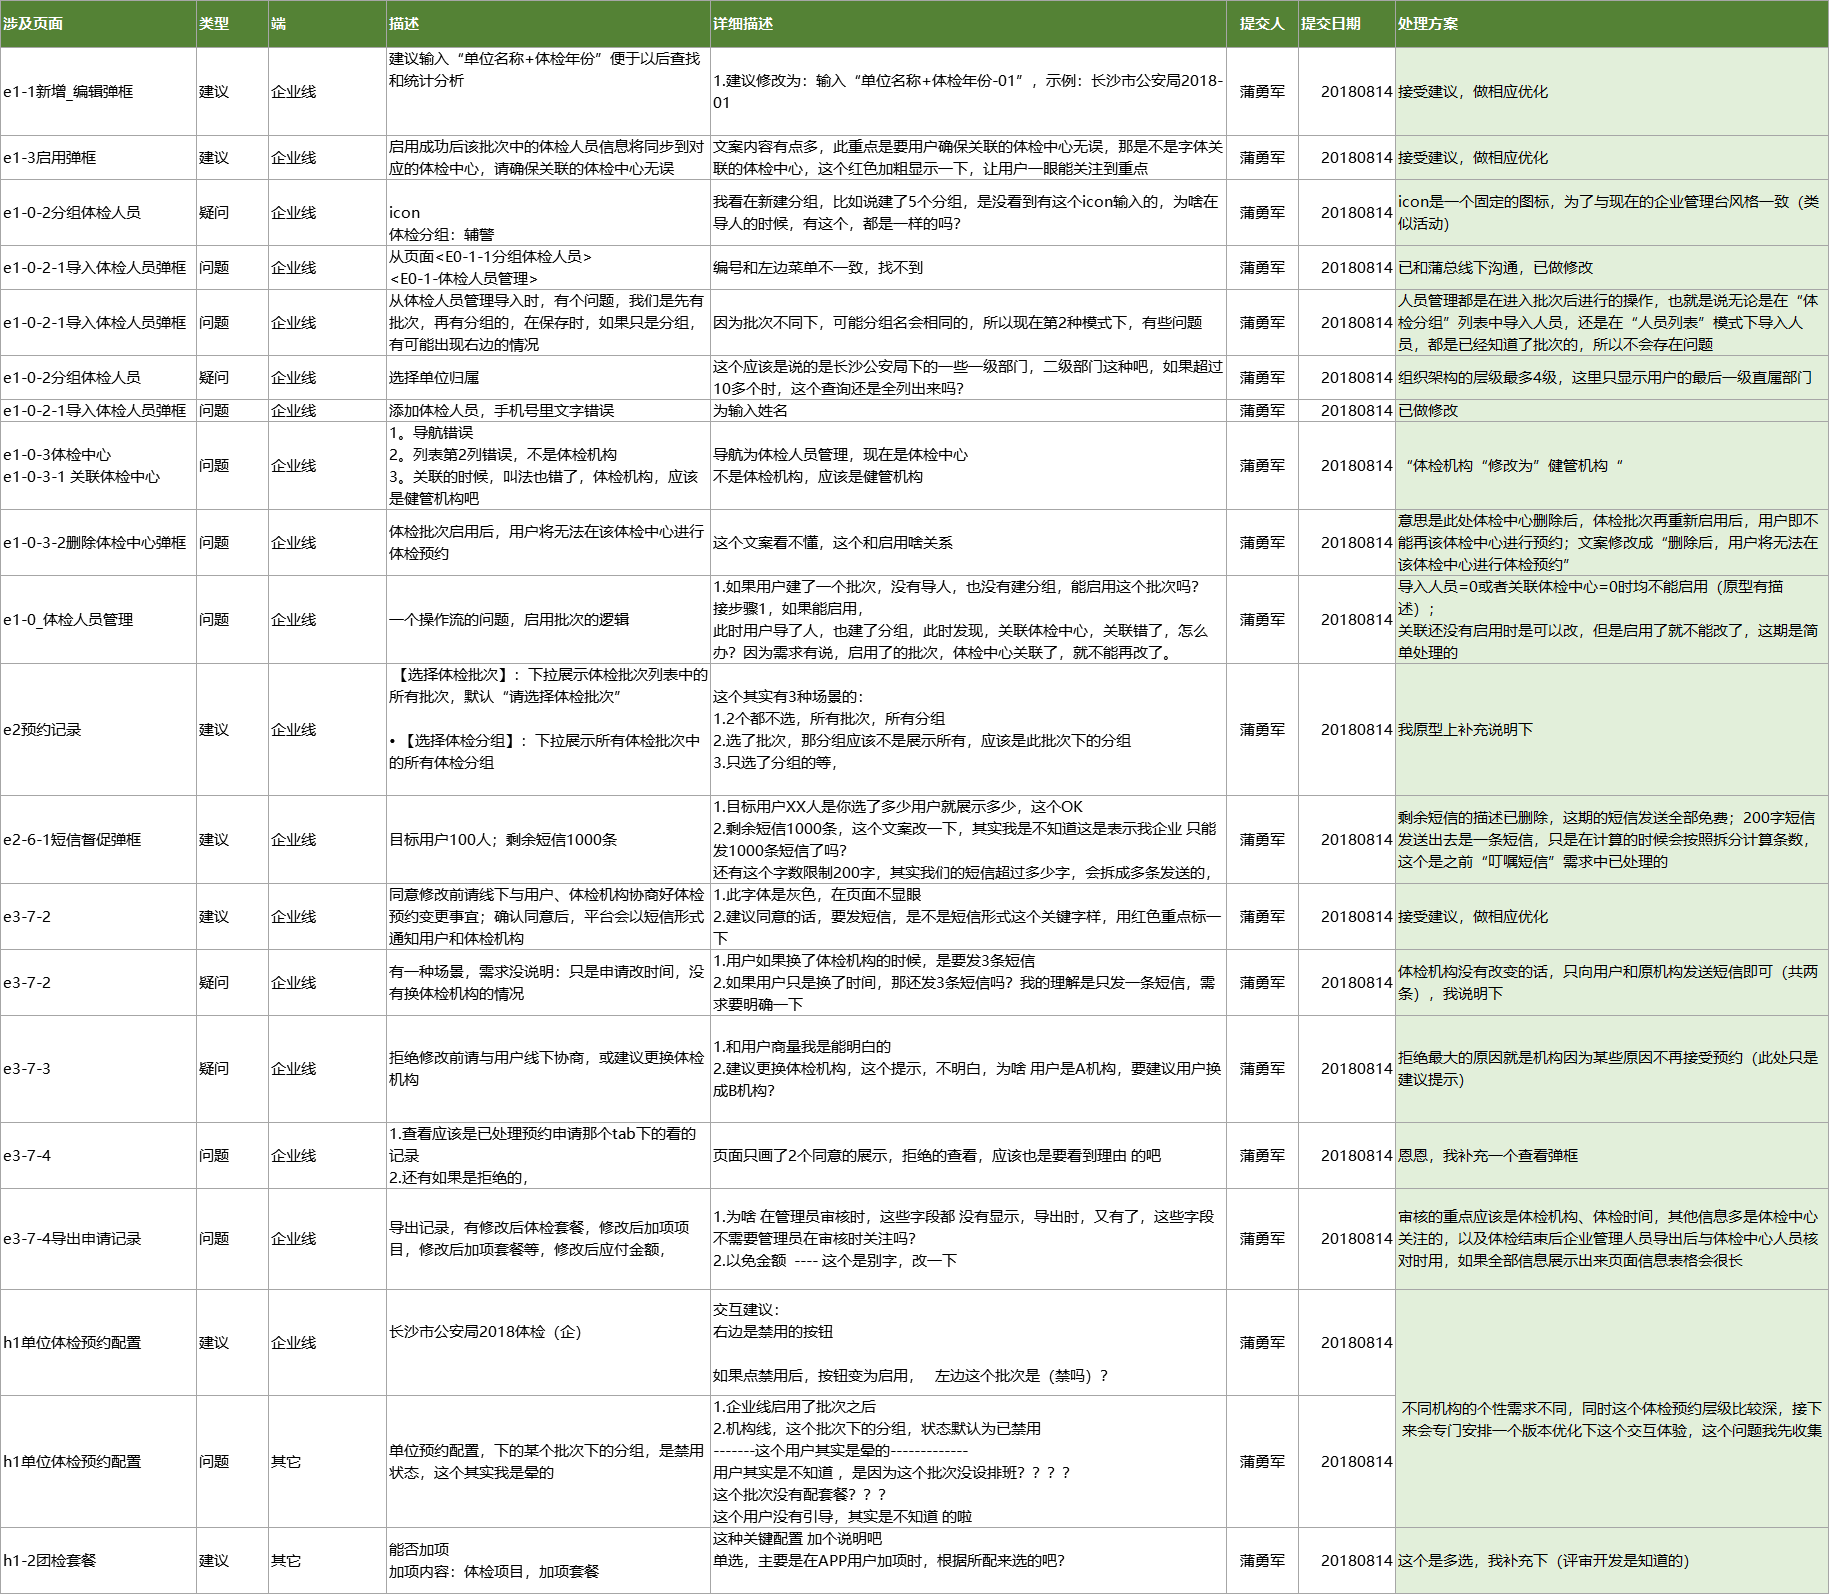 涉及页面 类型 端 描述 详细描述 提交人 提交日期 处理方案
e1-1新增_编辑弹框 建议 企业线
建议输入“单位名称+体检年份”便于以后查找
和统计分析
1.建议修改为：输入“单位名称+体检年份-01”，示例：长沙市公安局2018-
01
蒲勇军 20180814 接受建议，做相应优化
e1-3启用弹框 建议 企业线
启用成功后该批次中的体检人员信息将同步到对
应的体检中心，请确保关联的体检中心无误
文案内容有点多，此重点是要用户确保关联的体检中心无误，那是不是字体关
联的体检中心，这个红色加粗显示一下，让用户一眼能关注到重点
蒲勇军 20180814 接受建议，做相应优化
e1-0-2分组体检人员 疑问 企业线
icon
体检分组：辅警
我看在新建分组，比如说建了5个分组，是没看到有这个icon输入的，为啥在
导人的时候，有这个，都是一样的吗？
蒲勇军 20180814
icon是一个固定的图标，为了与现在的企业管理台风格一致（类
似活动）
e1-0-2-1导入体检人员弹框 问题 企业线
从页面<E0-1-1分组体检人员>
<E0-1-体检人员管理>
编号和左边菜单不一致，找不到
蒲勇军 20180814 已和蒲总线下沟通，已做修改
e1-0-2-1导入体检人员弹框 问题 企业线
从体检人员管理导入时，有个问题，我们是先有
批次，再有分组的，在保存时，如果只是分组，
有可能出现右边的情况
因为批次不同下，可能分组名会相同的，所以现在第2种模式下，有些问题
蒲勇军 20180814
人员管理都是在进入批次后进行的操作，也就是说无论是在“体
检分组”列表中导入人员，还是在“人员列表”模式下导入人
员，都是已经知道了批次的，所以不会存在问题
e1-0-2分组体检人员 疑问 企业线 选择单位归属
这个应该是说的是长沙公安局下的一些一级部门，二级部门这种吧，如果超过
10多个时，这个查询还是全列出来吗？
蒲勇军 20180814 组织架构的层级最多4级，这里只显示用户的最后一级直属部门
e1-0-2-1导入体检人员弹框 问题 企业线 添加体检人员，手机号里文字错误 为输入姓名 蒲勇军 20180814 已做修改
e1-0-3体检中心
e1-0-3-1 关联体检中心
问题 企业线
1。导航错误
2。列表第2列错误，不是体检机构
3。关联的时候，叫法也错了，体检机构，应该
是健管机构吧
导航为体检人员管理，现在是体检中心
不是体检机构，应该是健管机构
蒲勇军 20180814 “体检机构“修改为”健管机构“
e1-0-3-2删除体检中心弹框 问题 企业线
体检批次启用后，用户将无法在该体检中心进行
体检预约
这个文案看不懂，这个和启用啥关系
蒲勇军 20180814
意思是此处体检中心删除后，体检批次再重新启用后，用户即不
能再该体检中心进行预约；文案修改成“删除后，用户将无法在
该体检中心进行体检预约”
e1-0_体检人员管理 问题 企业线 一个操作流的问题，启用批次的逻辑
1.如果用户建了一个批次，没有导人，也没有建分组，能启用这个批次吗？
接步骤1，如果能启用，
此时用户导了人，也建了分组，此时发现，关联体检中心，关联错了，怎么
办？因为需求有说，启用了的批次，体检中心关联了，就不能再改了。
蒲勇军 20180814
导入人员=0或者关联体检中心=0时均不能启用（原型有描
述）；
关联还没有启用时是可以改，但是启用了就不能改了，这期是简
单处理的
e2预约记录 建议 企业线
【选择体检批次】：下拉展示体检批次列表中的
所有批次，默认“请选择体检批次”
• 【选择体检分组】：下拉展示所有体检批次中
的所有体检分组
这个其实有3种场景的：
1.2个都不选，所有批次，所有分组
2.选了批次，那分组应该不是展示所有，应该是此批次下的分组
3.只选了分组的等，
蒲勇军 20180814 我原型上补充说明下
e2-6-1短信督促弹框 建议 企业线 目标用户100人；剩余短信1000条
1.目标用户XX人是你选了多少用户就展示多少，这个OK
2.剩余短信1000条，这个文案改一下，其实我是不知道这是表示我企业 只能
发1000条短信了吗？
还有这个字数限制200字，其实我们的短信超过多少字，会拆成多条发送的，
蒲勇军 20180814
剩余短信的描述已删除，这期的短信发送全部免费；200字短信
发送出去是一条短信，只是在计算的时候会按照拆分计算条数，
这个是之前“叮嘱短信”需求中已处理的
e3-7-2 建议 企业线
同意修改前请线下与用户、体检机构协商好体检
预约变更事宜；确认同意后，平台会以短信形式
通知用户和体检机构
1.此字体是灰色，在页面不显眼
2.建议同意的话，要发短信，是不是短信形式这个关键字样，用红色重点标一
下
蒲勇军 20180814 接受建议，做相应优化
e3-7-2 疑问 企业线
有一种场景，需求没说明：只是申请改时间，没
有换体检机构的情况
1.用户如果换了体检机构的时候，是要发3条短信
2.如果用户只是换了时间，那还发3条短信吗？我的理解是只发一条短信，需
求要明确一下
蒲勇军 20180814
体检机构没有改变的话，只向用户和原机构发送短信即可（共两
条），我说明下
e3-7-3 疑问 企业线
拒绝修改前请与用户线下协商，或建议更换体检
机构
1.和用户商量我是能明白的
2.建议更换体检机构，这个提示，不明白，为啥 用户是A机构，要建议用户换
成B机构？
蒲勇军 20180814
拒绝最大的原因就是机构因为某些原因不再接受预约（此处只是
建议提示）
e3-7-4 问题 企业线
1.查看应该是已处理预约申请那个tab下的看的
记录
2.还有如果是拒绝的，
页面只画了2个同意的展示，拒绝的查看，应该也是要看到理由 的吧
蒲勇军 20180814 恩恩，我补充一个查看弹框
e3-7-4导出申请记录 问题 企业线
导出记录，有修改后体检套餐，修改后加项项
目，修改后加项套餐等，修改后应付金额，
1.为啥 在管理员审核时，这些字段都 没有显示，导出时，又有了，这些字段
不需要管理员在审核时关注吗？
2.以免金额 ---- 这个是别字，改一下
蒲勇军 20180814
审核的重点应该是体检机构、体检时间，其他信息多是体检中心
关注的，以及体检结束后企业管理人员导出后与体检中心人员核
对时用，如果全部信息展示出来页面信息表格会很长
h1单位体检预约配置 建议 企业线 长沙市公安局2018体检（企）
交互建议：
右边是禁用的按钮
如果点禁用后，按钮变为启用， 左边这个批次是（禁吗）？
蒲勇军 20180814
h1单位体检预约配置 问题 其它
单位预约配置，下的某个批次下的分组，是禁用
状态，这个其实我是晕的
1.企业线启用了批次之后
2.机构线，这个批次下的分组，状态默认为已禁用
-------这个用户其实是晕的-------------
用户其实是不知道 ，是因为这个批次没设排班？？？？
这个批次没有配套餐？？？
这个用户没有引导，其实是不知道 的啦
蒲勇军 20180814
不同机构的个性需求不同，同时这个体检预约层级比较深，接下
来会专门安排一个版本优化下这个交互体验，这个问题我先收集
h1-2团检套餐 建议 其它
能否加项
加项内容：体检项目，加项套餐
这种关键配置 加个说明吧
单选，主要是在APP用户加项时，根据所配来选的吧？
蒲勇军 20180814 这个是多选，我补充下（评审开发是知道的）